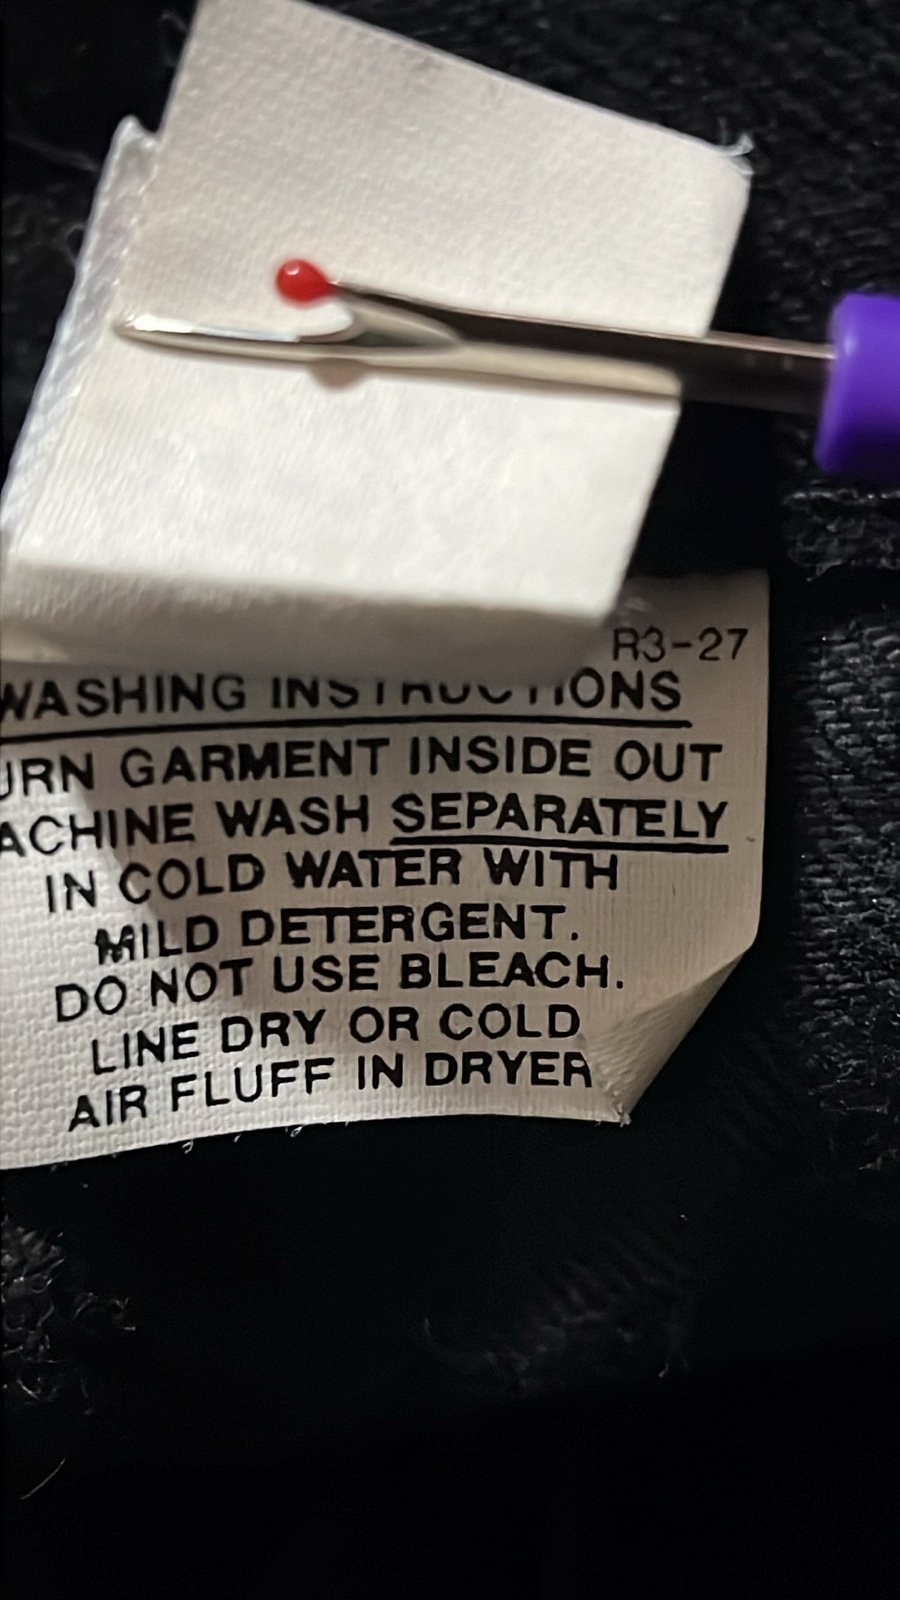 R3-27
WASHING INSTRUCTIONS
URN GARMENT INSIDE OUT
ACHINE WASH SEPARATELY
IN COLD WATER WITH
MILD DETERGENT.
DO NOT USE BLEACH.
LINE DRY OR COLD
AIR FLUFF IN DRYER